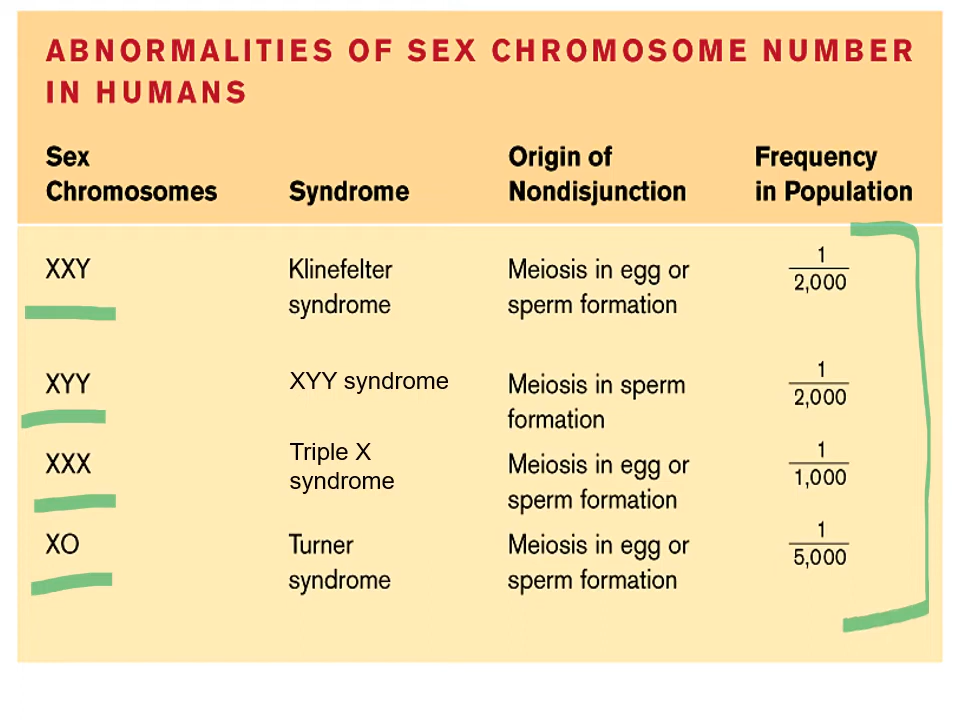 ABNORMALITIES OF SEX CHROMOSOME NUMBER
IN HUMANS
Sex
Chromosomes
Syndrome
Origin of
Nondisjunction
Frequency
in Population
XXY
Klinefelter
syndrome
Meiosis in egg or
sperm formation
1
2,000
XYY
XYY syndrome
Meiosis in sperm
formation
1
2,000
XXX
Triple X
syndrome
Meiosis in egg or
sperm formation
1
1,000
XO
Turner
syndrome
Meiosis in egg or
sperm formation
1
5,000